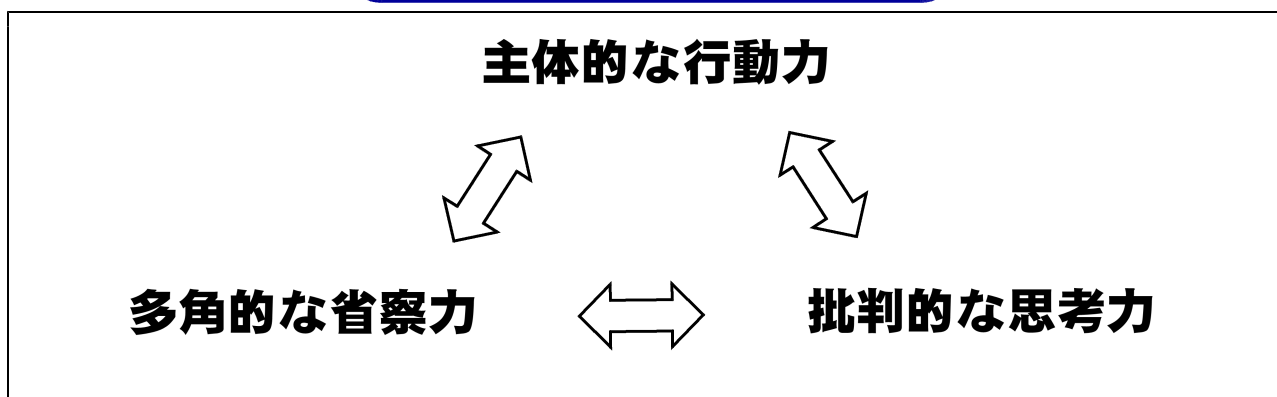 主体的な行動力
多角的な省察力
批判的な思考力